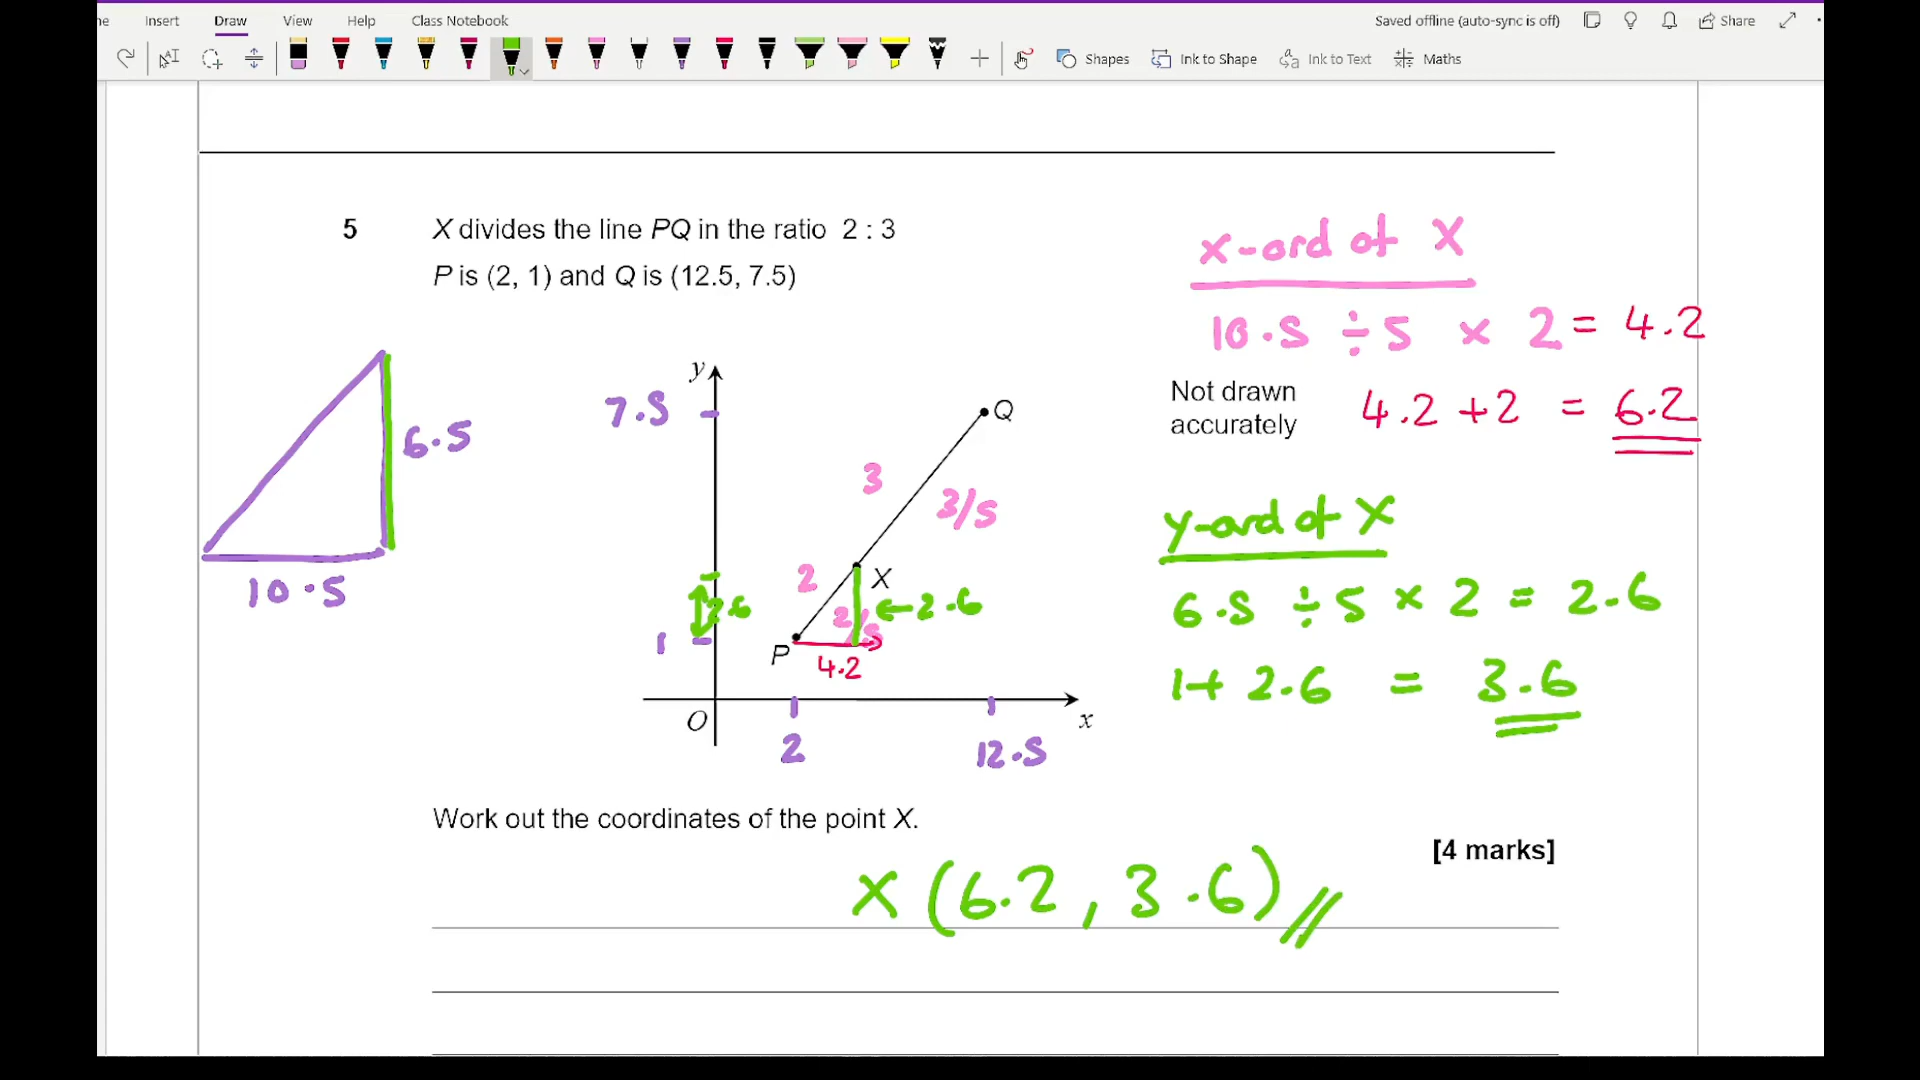 Insert Draw View Help Class Notebook Saved offline (auto-sync is off) Share
Shapes Ink to Shape Ink to Text Maths
5 X divides the line PQ in the ratio 2 : 3
P is (2, 1) and Q is (12.5, 7.5)
x-ord of X
10.5 ÷ 5 × 2 = 4.2
Not drawn
accurately
4.2 + 2 = 6.2
y-ord of X
6.5 ÷ 5 × 2 = 2.6
1 + 2.6 = 3.6
6.5
10.5
y
7.5
Q
3
3/5
2
X
2/5
← 2.6
2.6
1
P
4.2
O
x
2
12.5
Work out the coordinates of the point X.
[4 marks]
X (6.2, 3.6)